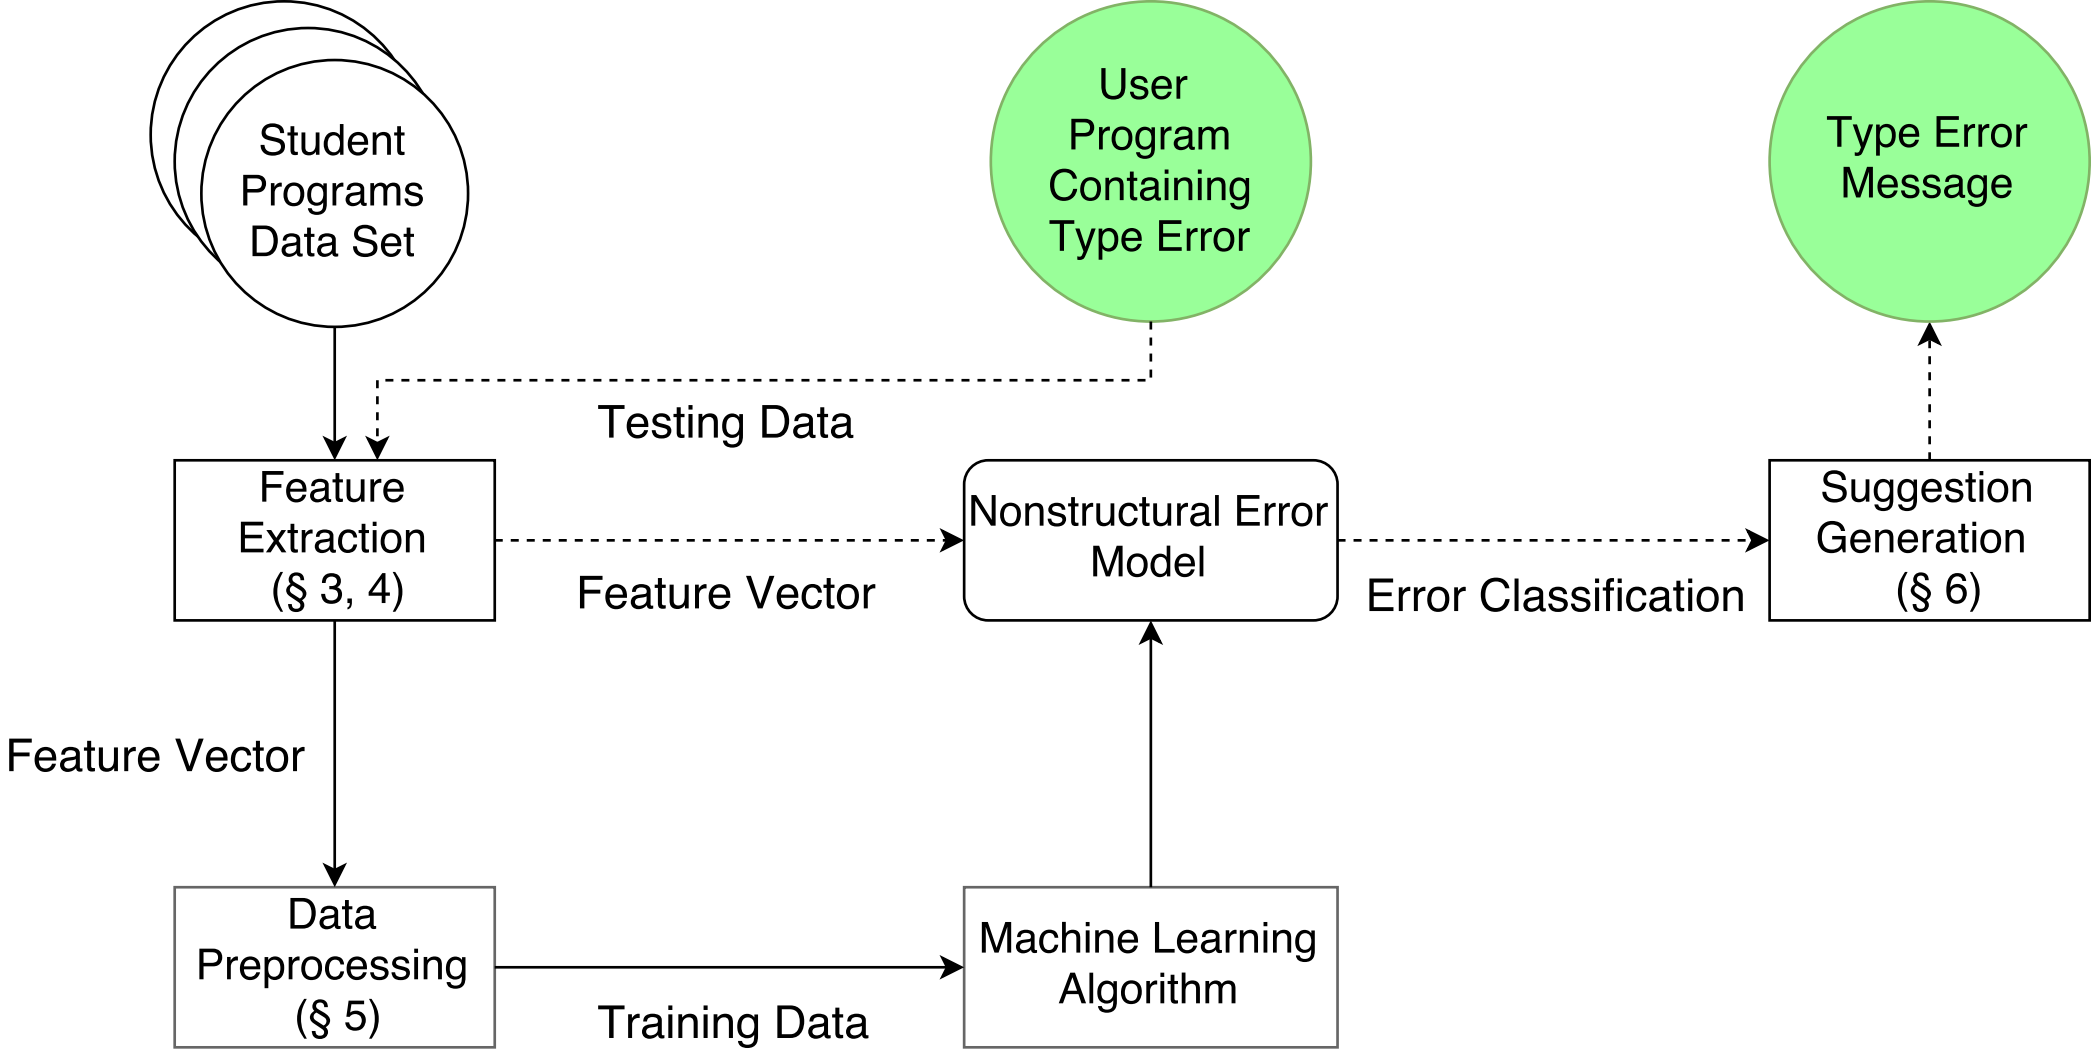 Student
Programs
Data Set
User
Program
Containing
Type Error
Type Error
Message
Testing Data
Feature
Extraction
(§ 3, 4)
Feature Vector
Nonstructural Error
Model
Error Classification
Suggestion
Generation
(§ 6)
Feature Vector
Data
Preprocessing
(§ 5)
Training Data
Machine Learning
Algorithm